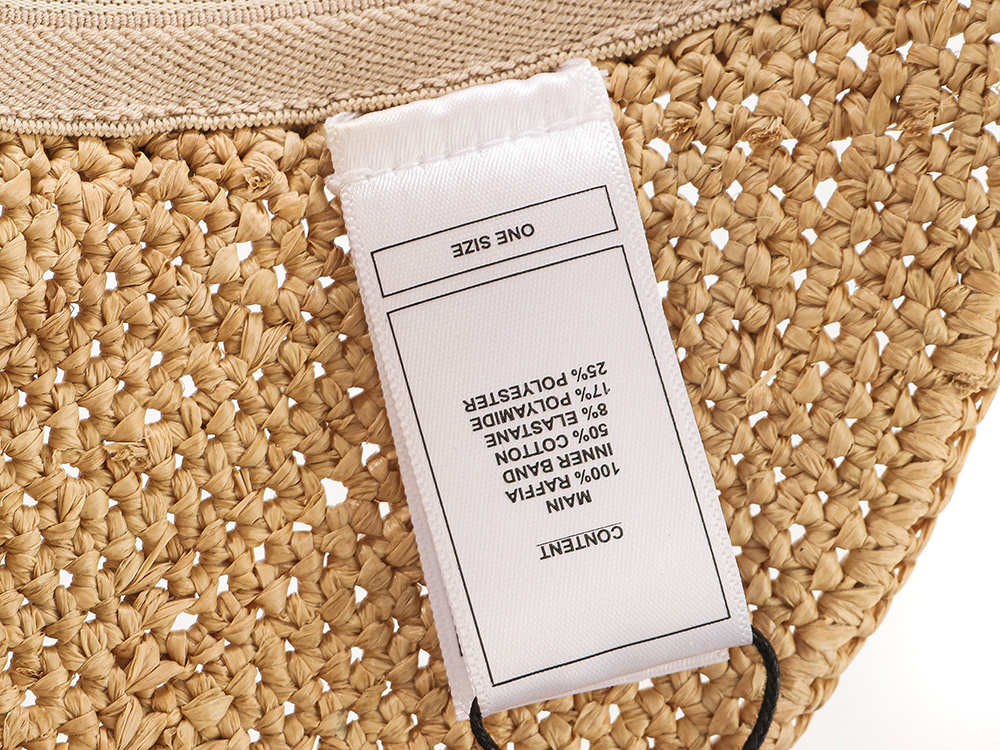 CONTENT
MAIN
100% RAFFIA
INNER BAND
50% COTTON
8% ELASTANE
17% POLYAMIDE
25% POLYESTER
ONE SIZE